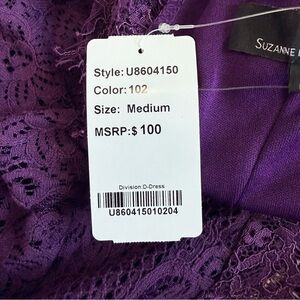 Style: U8604150
Color: 102
Size: Medium
MSRP:$ 100
Division:D-Dress
U860415010204
SUZANNE